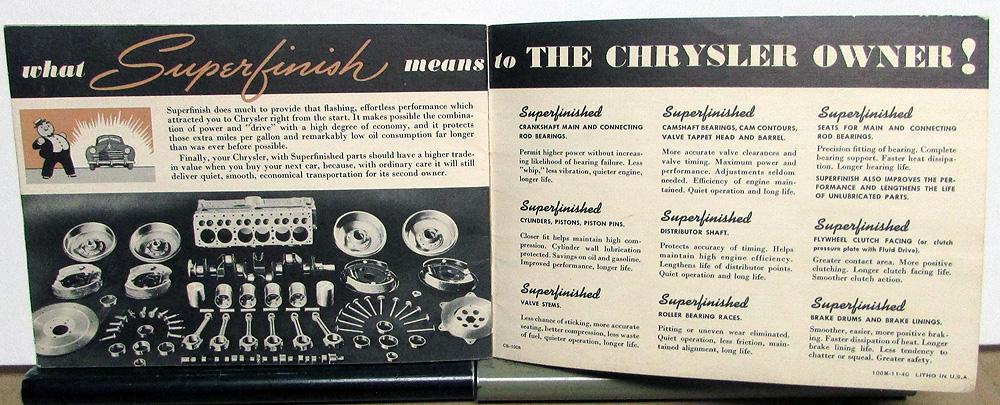 what Superfinish means to THE CHRYSLER OWNER!
Superfinish does much to provide that flashing, effortless performance which
attracted you to Chrysler right from the start. It makes possible the combina-
tion of power and "drive" with a high degree of economy, and it protects
those extra miles per gallon and remarkably low oil consumption for longer
than was ever before possible.
Finally, your Chrysler, with Superfinished parts should have a higher trade-
in value when you buy your next car, because, with ordinary care it will still
deliver quiet, smooth, economical transportation for its second owner.
Superfinished
CRANKSHAFT MAIN AND CONNECTING
ROD BEARINGS.
Permit higher power without increas-
ing likelihood of bearing failure. Less
"whip," less vibration, quieter engine,
longer life.
Superfinished
CYLINDERS, PISTONS, PISTON PINS.
Closer fit helps maintain high com-
pression. Cylinder wall lubrication
protected. Savings on oil and gasoline.
Improved performance, longer life.
Superfinished
VALVE STEMS.
Less chance of sticking, more accurate
seating, better compression, less waste
of fuel, quieter operation, longer life.
CS-1008
Superfinished
CAMSHAFT BEARINGS, CAM CONTOURS,
VALVE TAPPET HEAD AND BARREL.
More accurate valve clearances and
valve timing. Maximum power and
performance. Adjustments seldom
needed. Efficiency of engine main-
tained. Quiet operation and long life.
Superfinished
DISTRIBUTOR SHAFT.
Protects accuracy of timing. Helps
maintain high engine efficiency.
Lengthens life of distributor points.
Quiet operation and long life.
Superfinished
ROLLER BEARING RACES.
Pitting or uneven wear eliminated.
Quiet operation, less friction, main-
tained alignment, long life.
Superfinished
SEATS FOR MAIN AND CONNECTING
ROD BEARINGS.
Precision fitting of bearing. Complete
bearing support. Faster heat dissipa-
tion. Longer bearing life.
SUPERFINISH ALSO IMPROVES THE PER-
FORMANCE AND LENGTHENS THE LIFE
OF UNLUBRICATED PARTS.
Superfinished
FLYWHEEL CLUTCH FACING (or clutch
pressure plate with Fluid Drive).
Greater contact area. More positive
clutching. Longer clutch facing life.
Smoother clutch action.
Superfinished
BRAKE DRUMS AND BRAKE LININGS.
Smoother, easier, more positive brak-
ing. Faster dissipation of heat. Longer
brake lining life. Less tendency to
chatter or squeal. Greater safety.
100M-11-40 LITHO IN U.S.A.